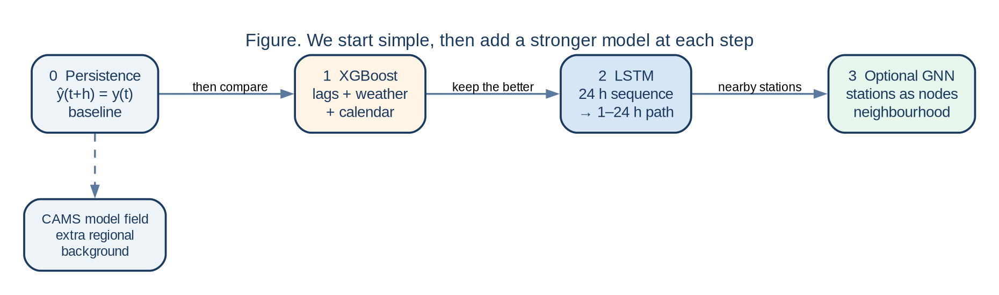 Figure. We start simple, then add a stronger model at each step
0 Persistence
ŷ(t+h) = y(t)
baseline
then compare
1 XGBoost
lags + weather
+ calendar
keep the better
2 LSTM
24 h sequence
→ 1–24 h path
nearby stations
3 Optional GNN
stations as nodes
neighbourhood
CAMS model field
extra regional
background